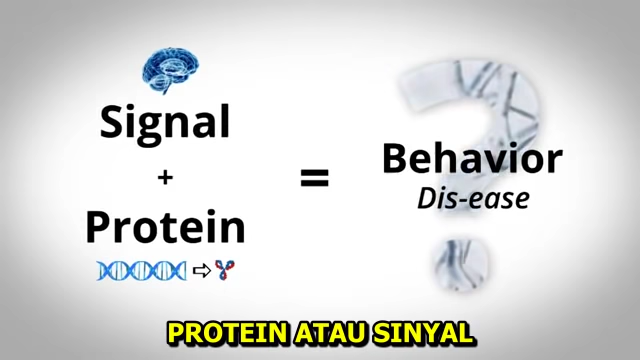 Signal
+
Protein
=
Behavior
Dis-ease
PROTEIN ATAU SINYAL